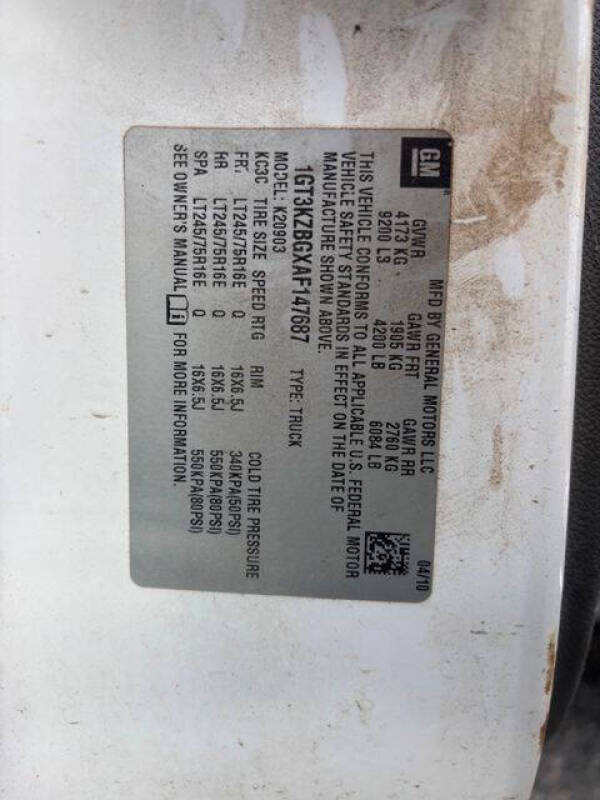 GM
MFD BY GENERAL MOTORS LLC 04/10
GVWR GAWR FRT GAWR RR
4173 KG 1905 KG 2760 KG
9200 LB 4200 LB 6084 LB
THIS VEHICLE CONFORMS TO ALL APPLICABLE U.S. FEDERAL MOTOR
VEHICLE SAFETY STANDARDS IN EFFECT ON THE DATE OF
MANUFACTURE SHOWN ABOVE.
1GT3KZBGXAF147687 TYPE: TRUCK
MODEL: K20903
KC3C TIRE SIZE SPEED RTG RIM COLD TIRE PRESSURE
FRT LT245/75R16E Q 16X6.5J 340KPA(50PSI)
RR LT245/75R16E Q 16X6.5J 550KPA(80PSI)
SPA LT245/75R16E Q 16X6.5J 550KPA(80PSI)
SEE OWNER'S MANUAL i FOR MORE INFORMATION.